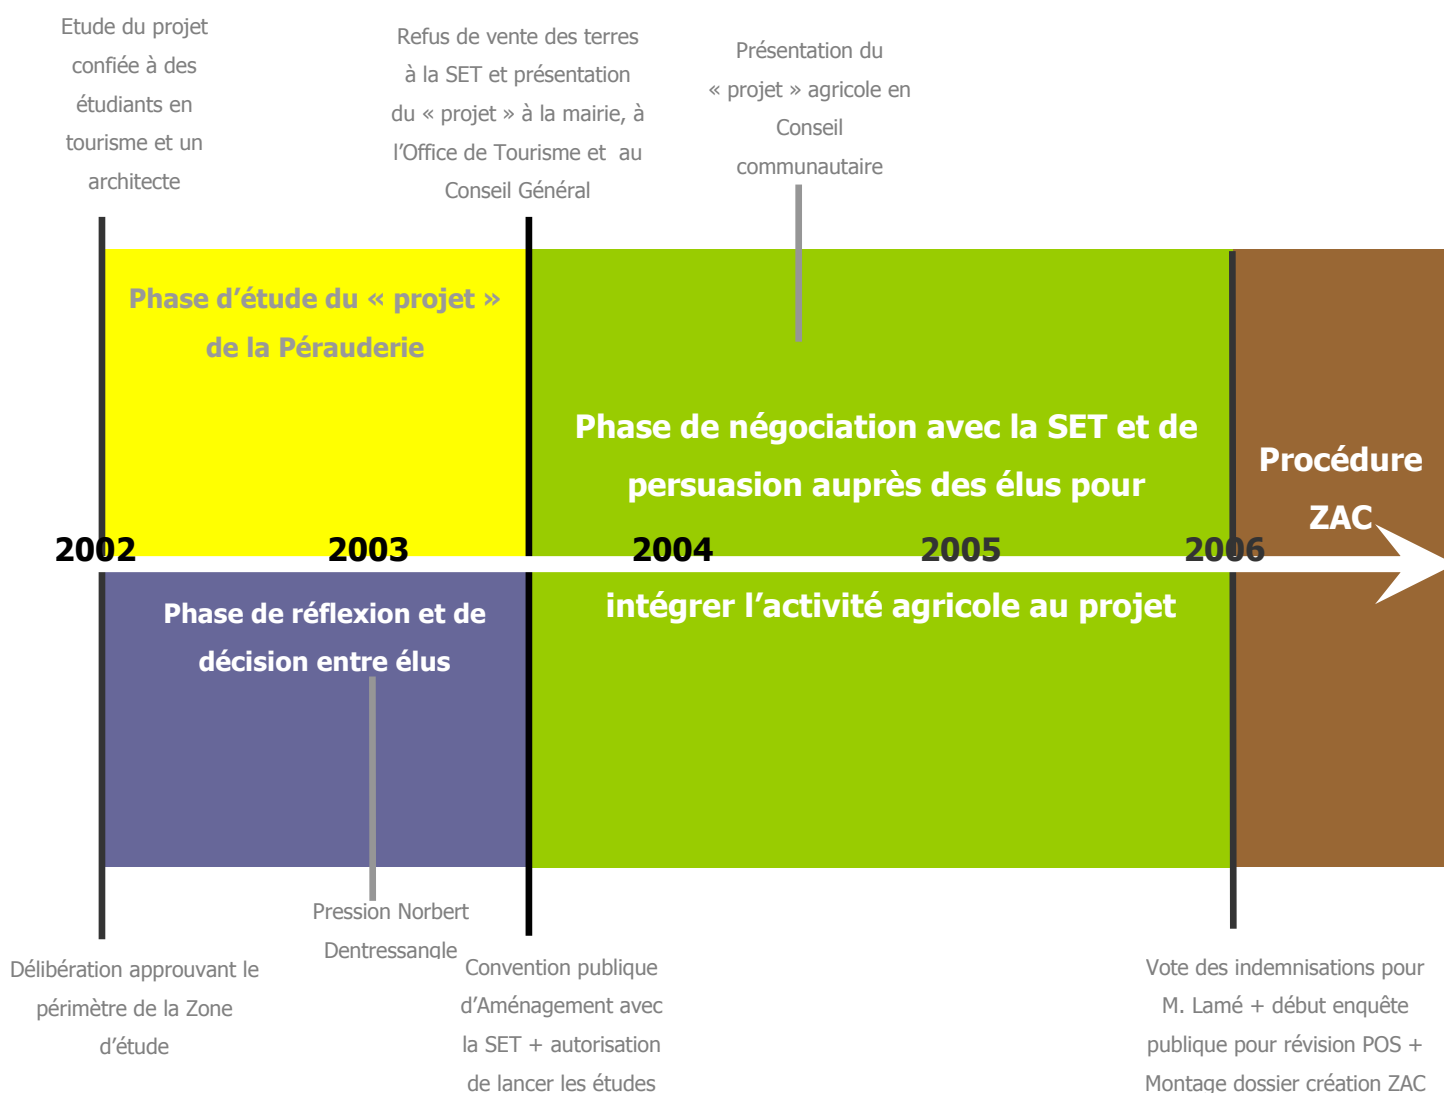 Etude du projet
confiée à des
étudiants en
tourisme et un
architecte
Refus de vente des terres
à la SET et présentation
du « projet » à la mairie, à
l’Office de Tourisme et au
Conseil Général
Présentation du
« projet » agricole en
Conseil
communautaire
Phase d’étude du « projet »
de la Pérauderie
Phase de négociation avec la SET et de
persuasion auprès des élus pour
intégrer l’activité agricole au projet
Procédure
ZAC
2002
2003
2004
2005
2006
Phase de réflexion et de
décision entre élus
Pression Norbert
Dentressangle
Délibération approuvant le
périmètre de la Zone
d’étude
Convention publique
d’Aménagement avec
la SET + autorisation
de lancer les études
Vote des indemnisations pour
M. Lamé + début enquête
publique pour révision POS +
Montage dossier création ZAC